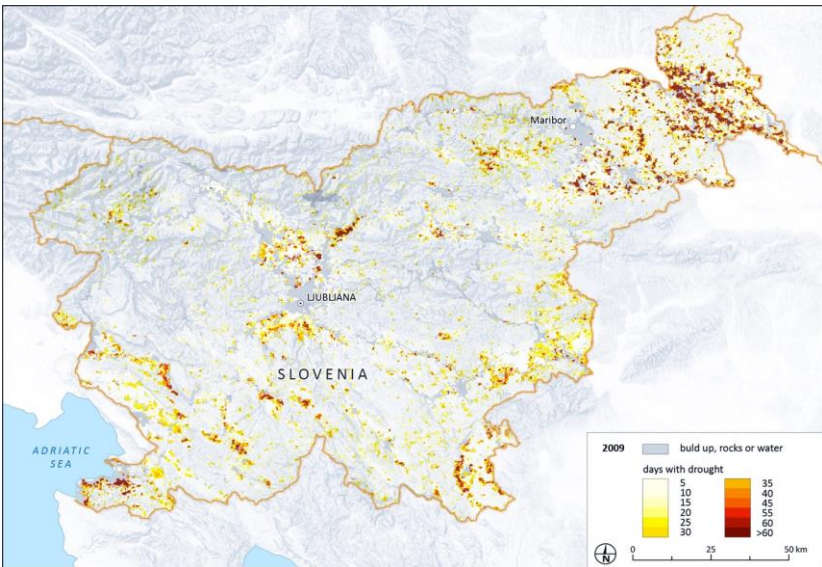 Maribor
LJUBLJANA
SLOVENIA
ADRIATIC
SEA
2009 buld up, rocks or water
days with drought
5 35
10 40
15 45
20 55
25 60
30 >60
N
0 25 50 km